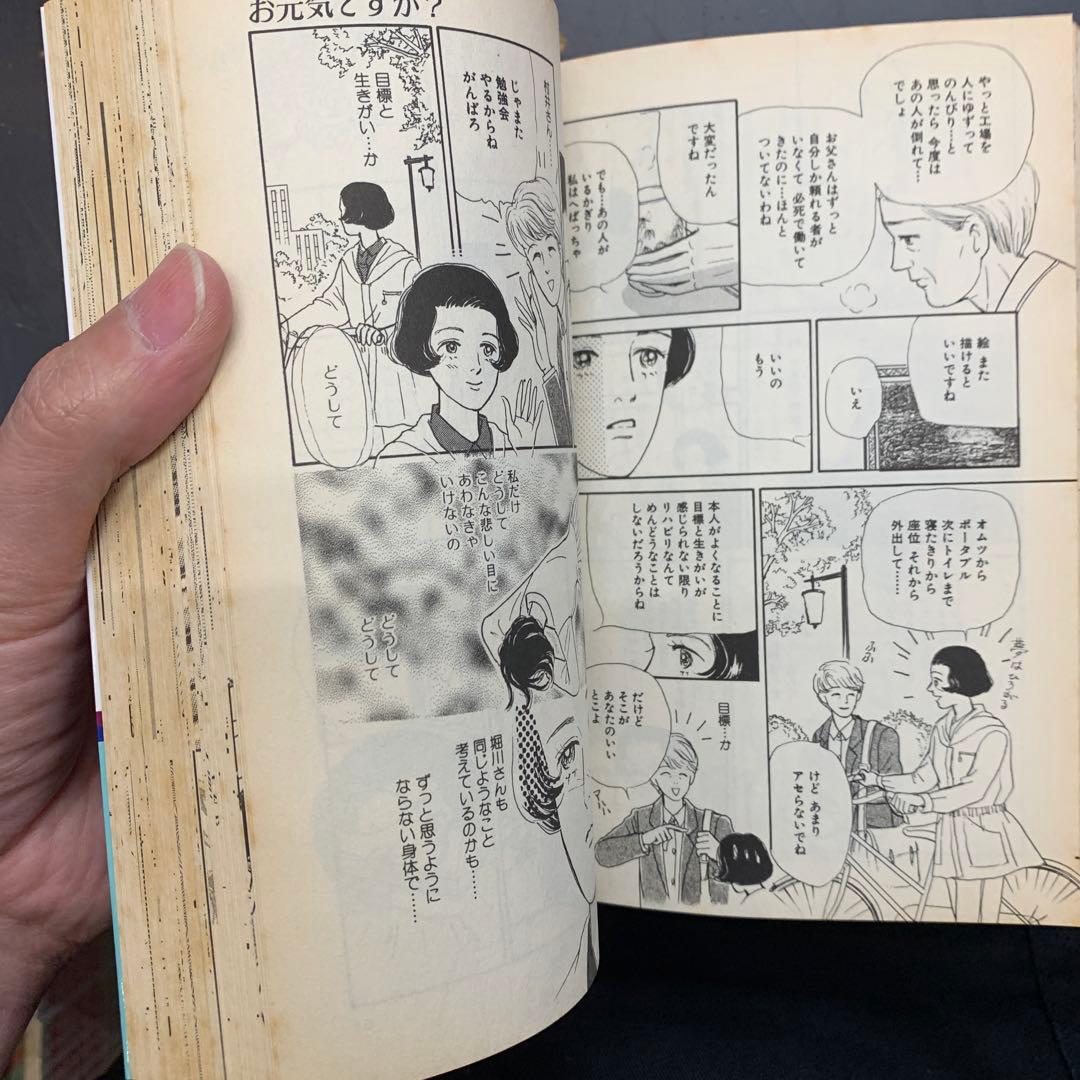 やっと工場を
人にゆずって
のんびり…と
思ったら 今度は
あの人が倒れて…
でしょ
お父さんはずっと
自分しか頼れる者が
いなくて 必死で働いて
きたのに…ほんと
ついてないわね
大変だったん
ですね
でも…あの人が
いるかぎり
私はへばっちゃ
絵 また
描けると
いいですね
いえ
いいの
もう
オムツから
ポータブル
次にトイレまで
寝たきりから
座位 それから
外出して……
夢はひろがる
ふふ
けど あまり
アセらないでね
本人がよくなることに
目標と生きがいが
感じられない限り
リハビリなんて
めんどうなことは
しないだろうからね
目標…か
だけど
そこが
あなたのいい
とこよ
お元気ですか?
村井さん……
じゃまた
勉強会
やるからね
がんばろ
目標と
生きがい…か
どうして
私だけ
どうして
こんな悲しい目に
あわなきゃ
いけないの
どうして
どうして
堀川さんも
同じようなこと
考えているのかも……
ずっと思うように
ならない身体で……